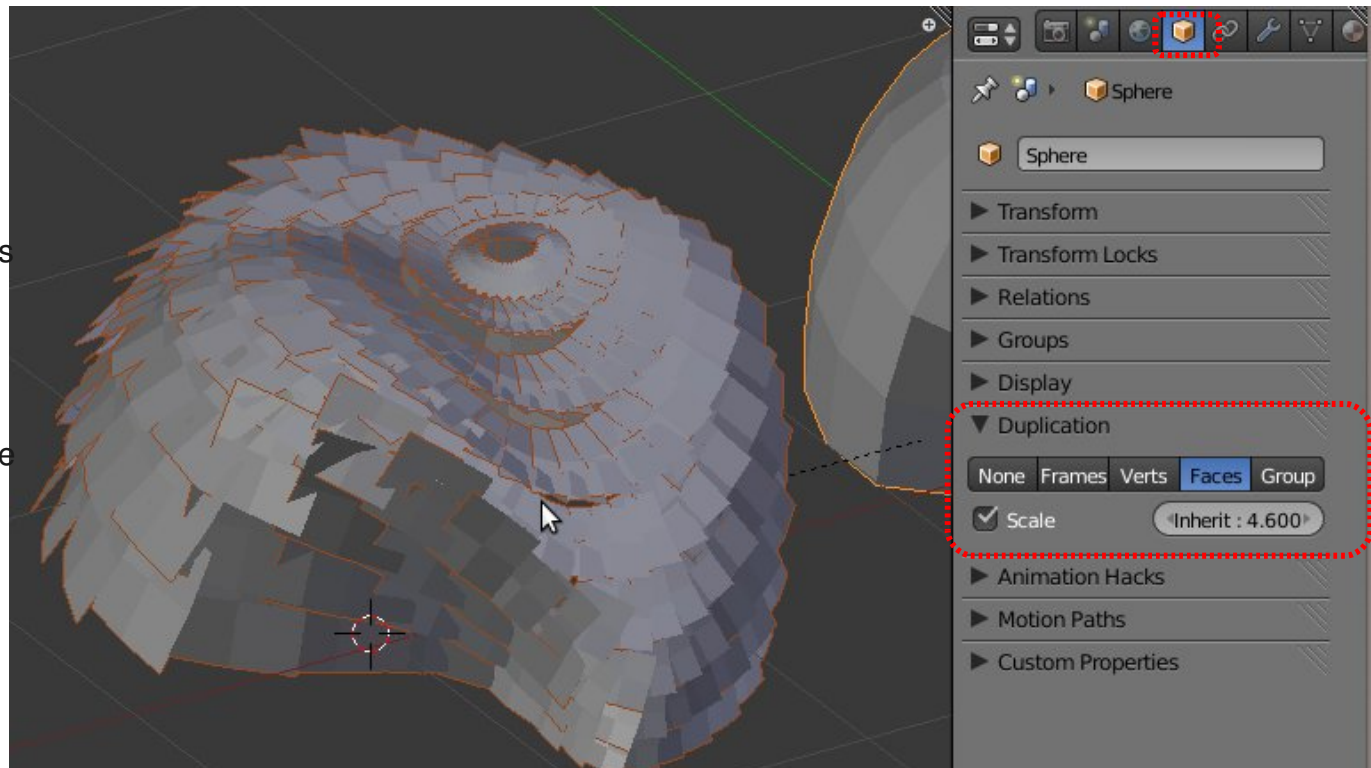 s
e
Sphere
Sphere
Transform
Transform Locks
Relations
Groups
Display
Duplication
None Frames Verts Faces Group
Scale Inherit : 4.600
Animation Hacks
Motion Paths
Custom Properties